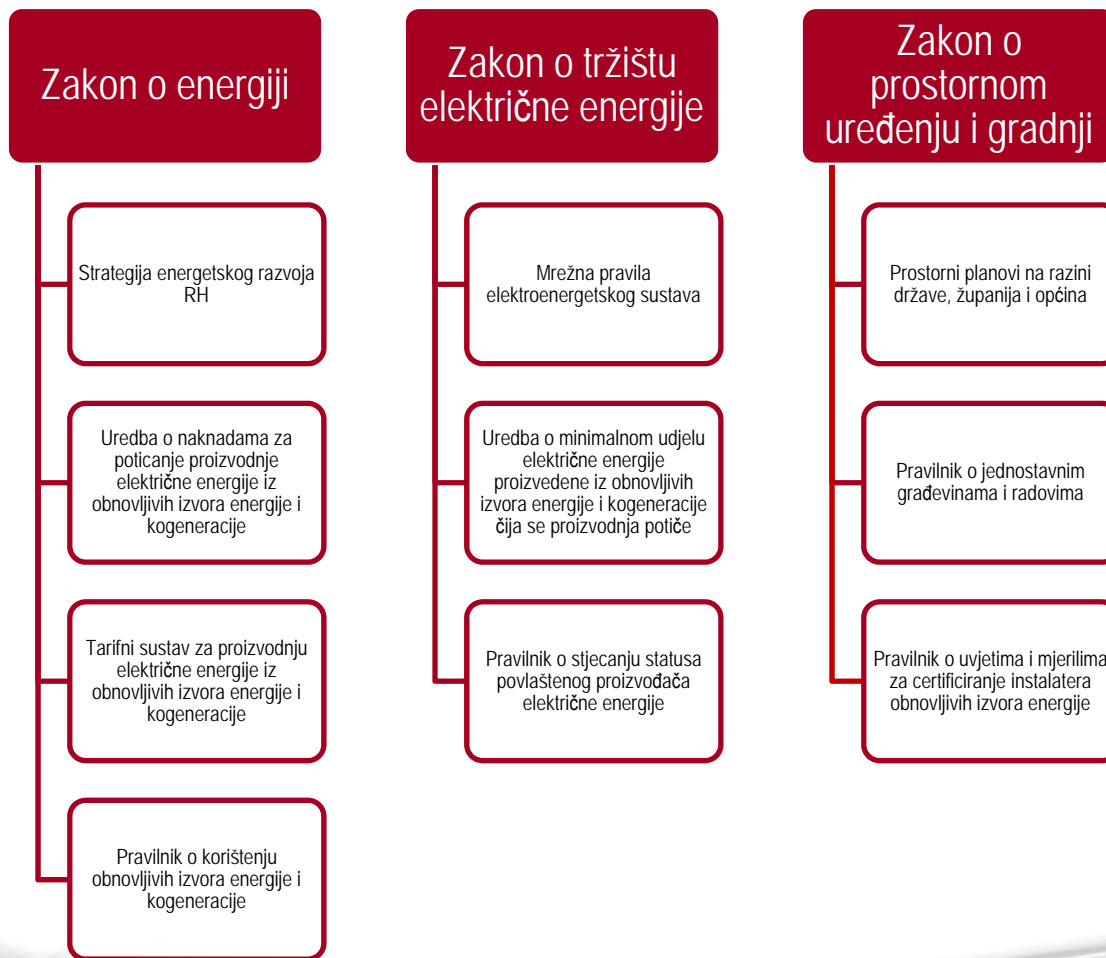 Zakon o energiji
Strategija energetskog razvoja
RH
Uredba o naknadama za
poticanje proizvodnje
električne energije iz
obnovljivih izvora energije i
kogeneracije
Tarifni sustav za proizvodnju
električne energije iz
obnovljivih izvora energije i
kogeneracije
Pravilnik o korištenju
obnovljivih izvora energije i
kogeneracije
Zakon o tržištu
električne energije
Mrežna pravila
elektroenergetskog sustava
Uredba o minimalnom udjelu
električne energije
proizvedene iz obnovljivih
izvora energije i kogeneracije
čija se proizvodnja potiče
Pravilnik o stjecanju statusa
povlaštenog proizvođača
električne energije
Zakon o
prostornom
uređenju i gradnji
Prostorni planovi na razini
države, županija i općina
Pravilnik o jednostavnim
građevinama i radovima
Pravilnik o uvjetima i mjerilima
za certificiranje instalatera
obnovljivih izvora energije